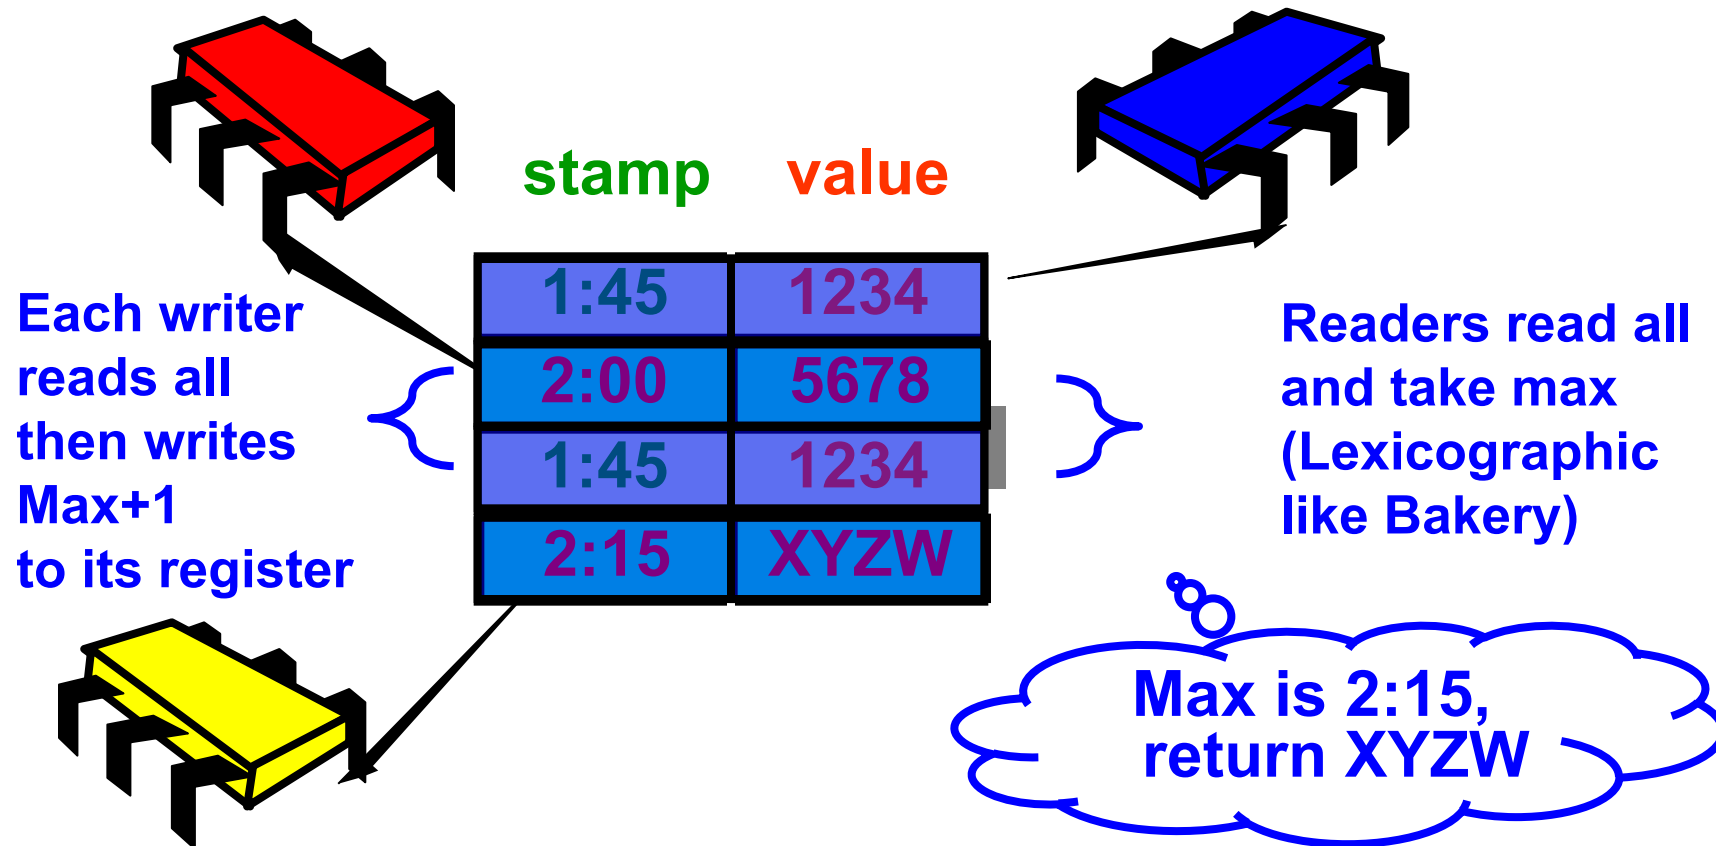 stamp value
1:45 1234
2:00 5678
1:45 1234
2:15 XYZW
Each writer
reads all
then writes
Max+1
to its register
Readers read all
and take max
(Lexicographic
like Bakery)
Max is 2:15,
return XYZW